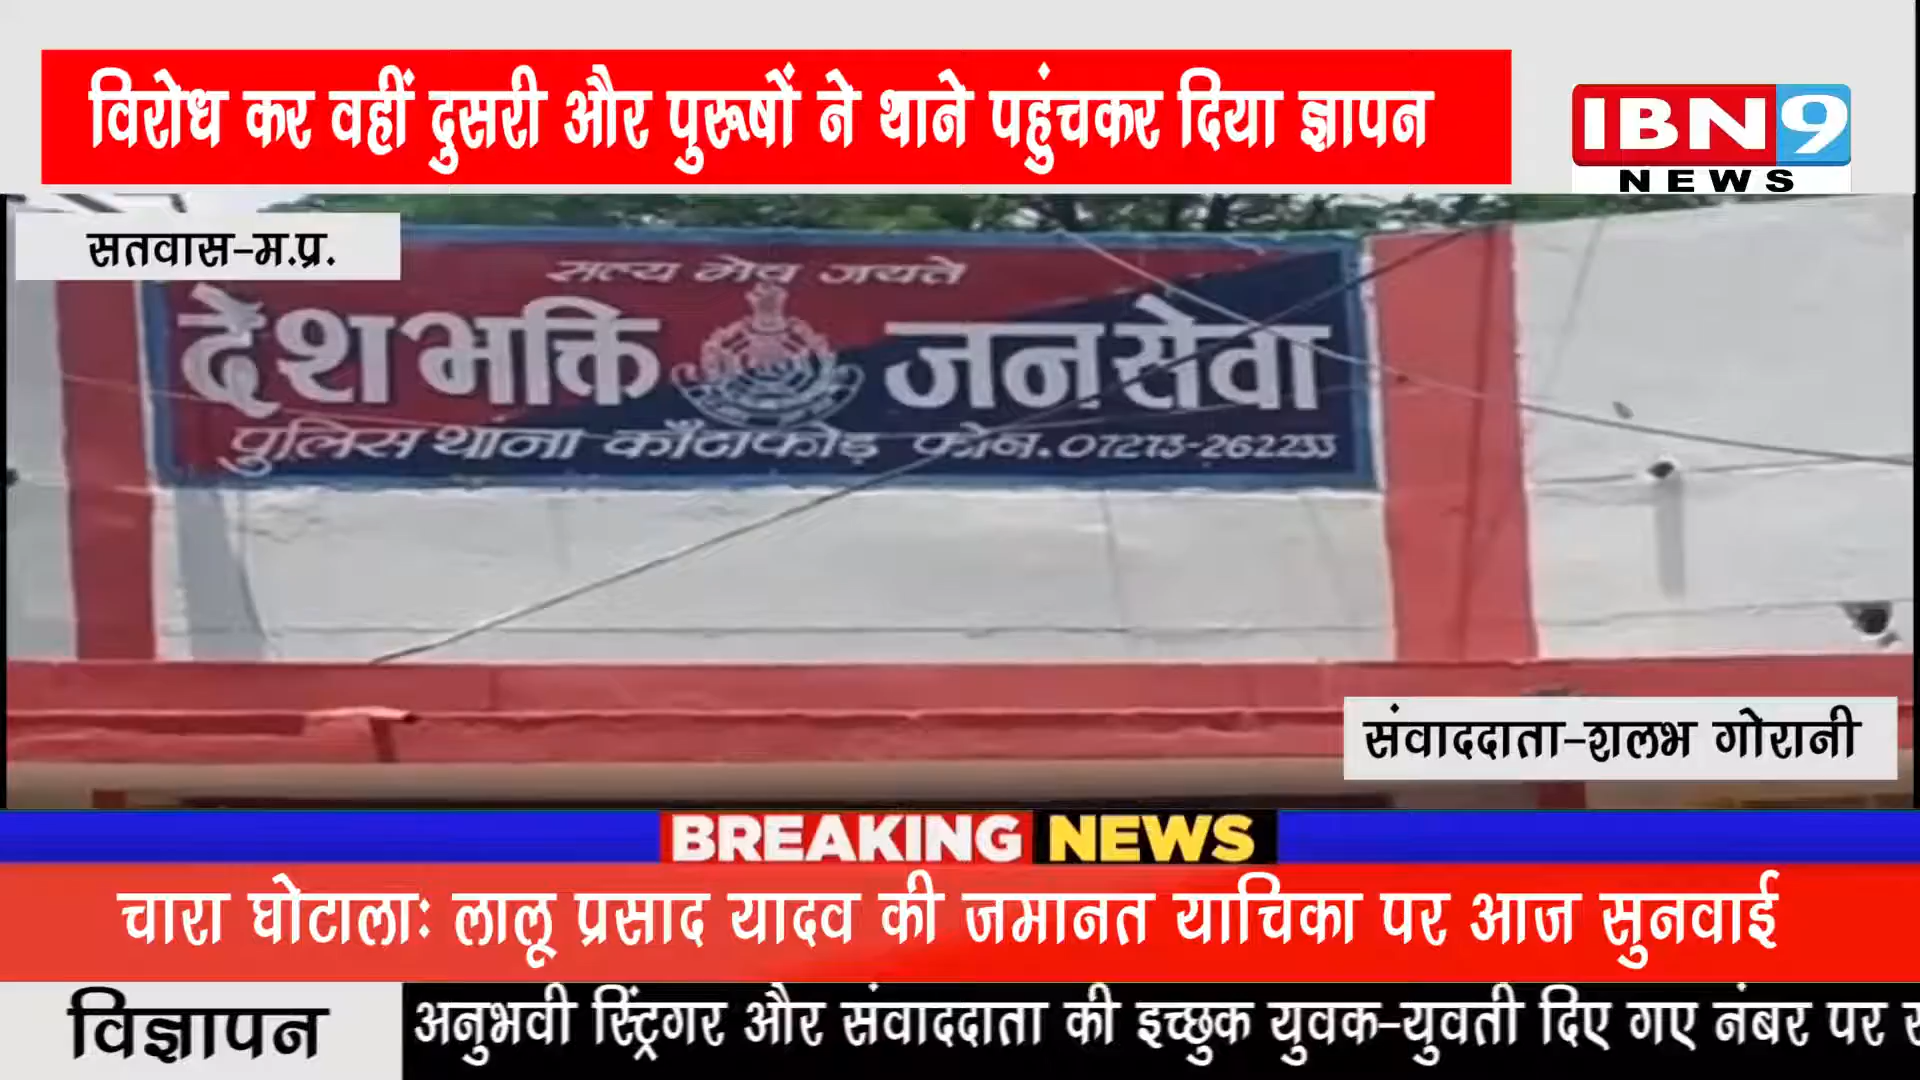 विरोध कर वहीं दुसरी और पुरूषों ने थाने पहुंचकर दिया ज्ञापन
IBN9
NEWS
सतवास-म.प्र.
सत्य मेव जयते
देशभक्ति जनसेवा
पुलिस थाना काँटाफोड़ फोन. 07273-262233
संवाददाता-शलभ गोरानी
BREAKING NEWS
चारा घोटालाः लालू प्रसाद यादव की जमानत याचिका पर आज सुनवाई
विज्ञापन
अनुभवी स्ट्रिंगर और संवाददाता की इच्छुक युवक-युवती दिए गए नंबर पर